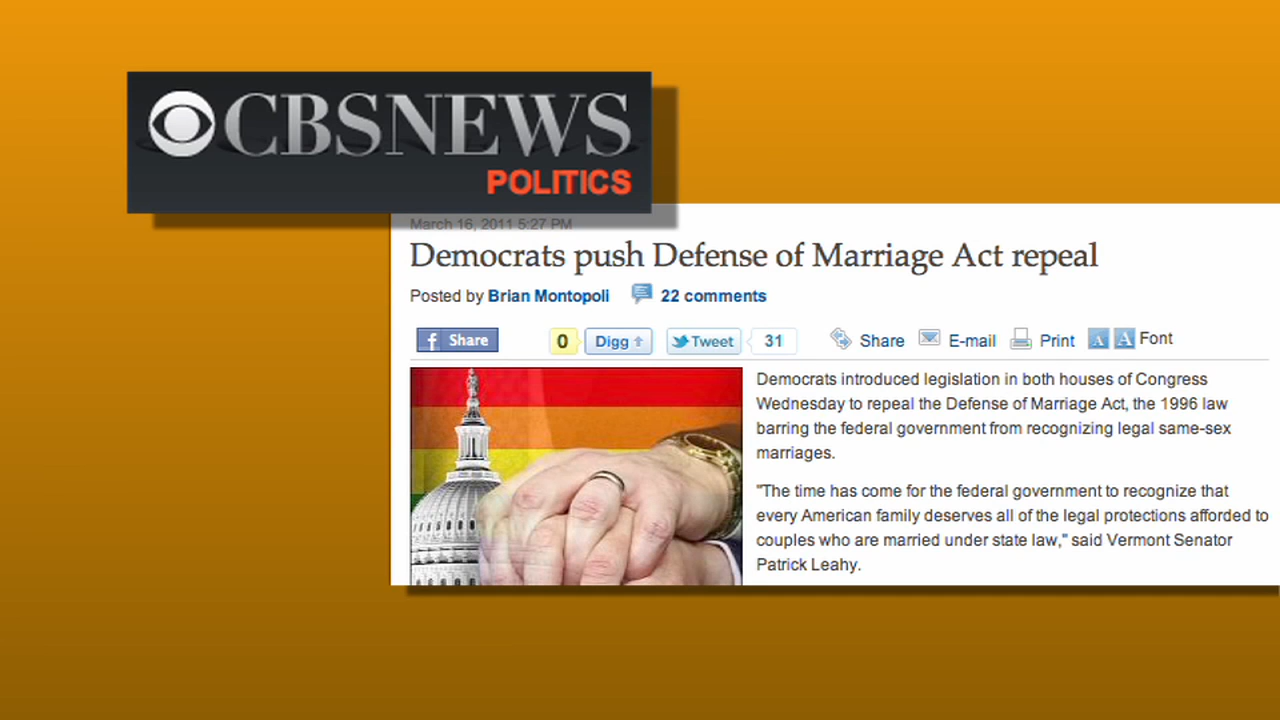 CBSNEWS
POLITICS
March 16, 2011 5:27 PM
Democrats push Defense of Marriage Act repeal
Posted by Brian Montopoli 22 comments
f Share 0 Digg Tweet 31 Share E-mail Print A A Font
Democrats introduced legislation in both houses of Congress
Wednesday to repeal the Defense of Marriage Act, the 1996 law
barring the federal government from recognizing legal same-sex
marriages.
"The time has come for the federal government to recognize that
every American family deserves all of the legal protections afforded to
couples who are married under state law," said Vermont Senator
Patrick Leahy.